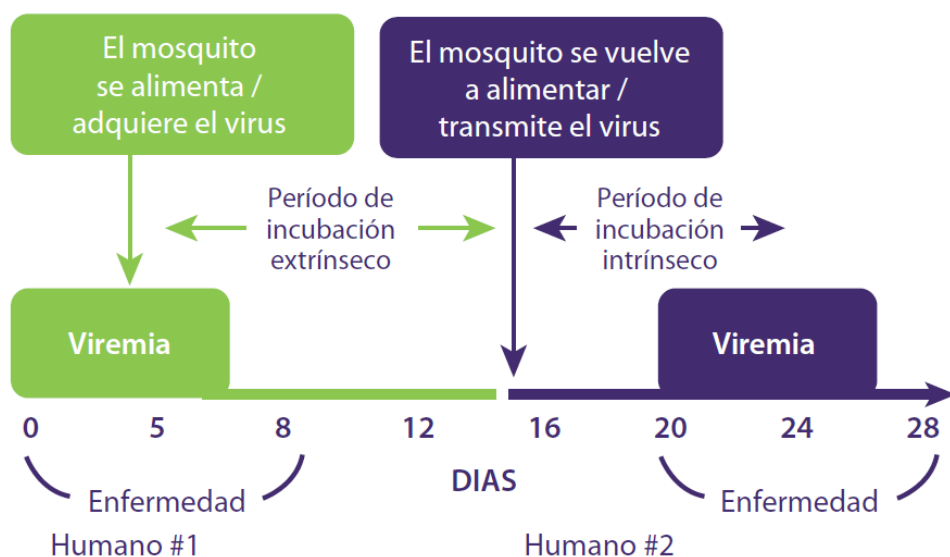 El mosquito
se alimenta /
adquiere el virus
El mosquito se vuelve
a alimentar /
transmite el virus
Período de
incubación
extrínseco
Período de
incubación
intrínseco
Viremia
Viremia
0 5 8 12 16 20 24 28
DIAS
Enfermedad
Enfermedad
Humano #1
Humano #2